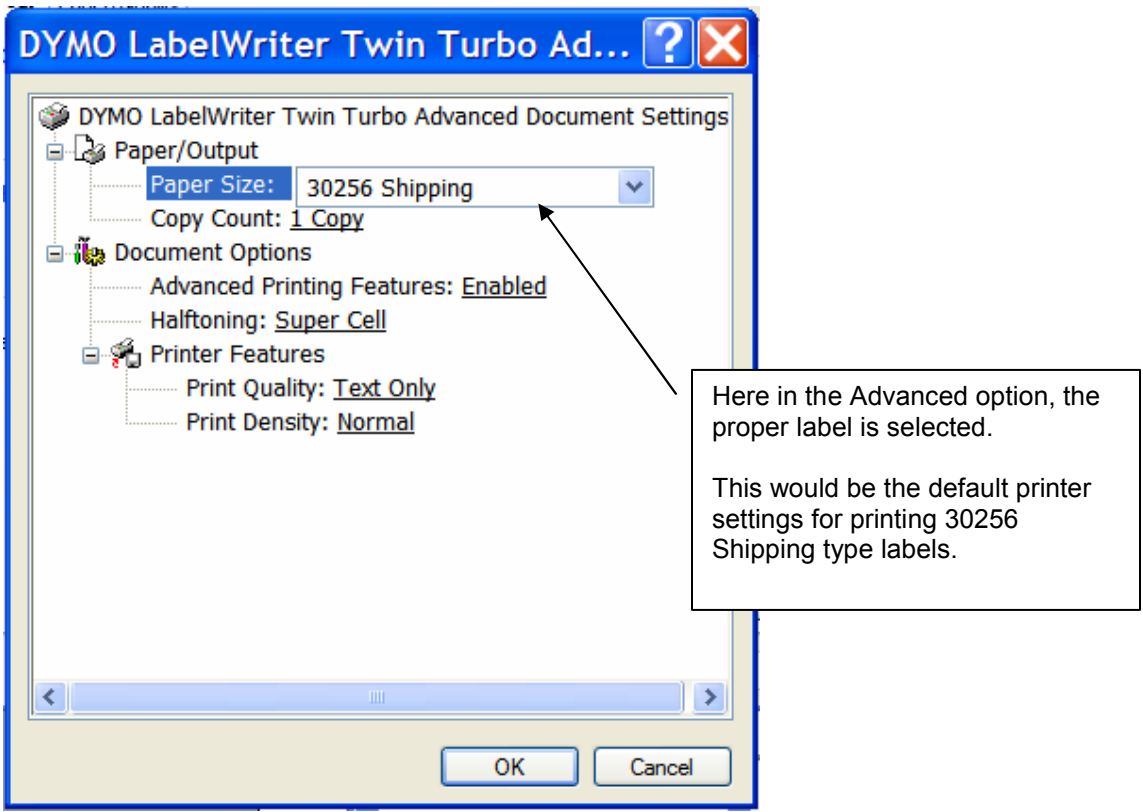 DYMO LabelWriter Twin Turbo Ad...
DYMO LabelWriter Twin Turbo Advanced Document Settings
Paper/Output
Paper Size: 30256 Shipping
Copy Count: 1 Copy
Document Options
Advanced Printing Features: Enabled
Halftoning: Super Cell
Printer Features
Print Quality: Text Only
Print Density: Normal
Here in the Advanced option, the
proper label is selected.
This would be the default printer
settings for printing 30256
Shipping type labels.
OK Cancel